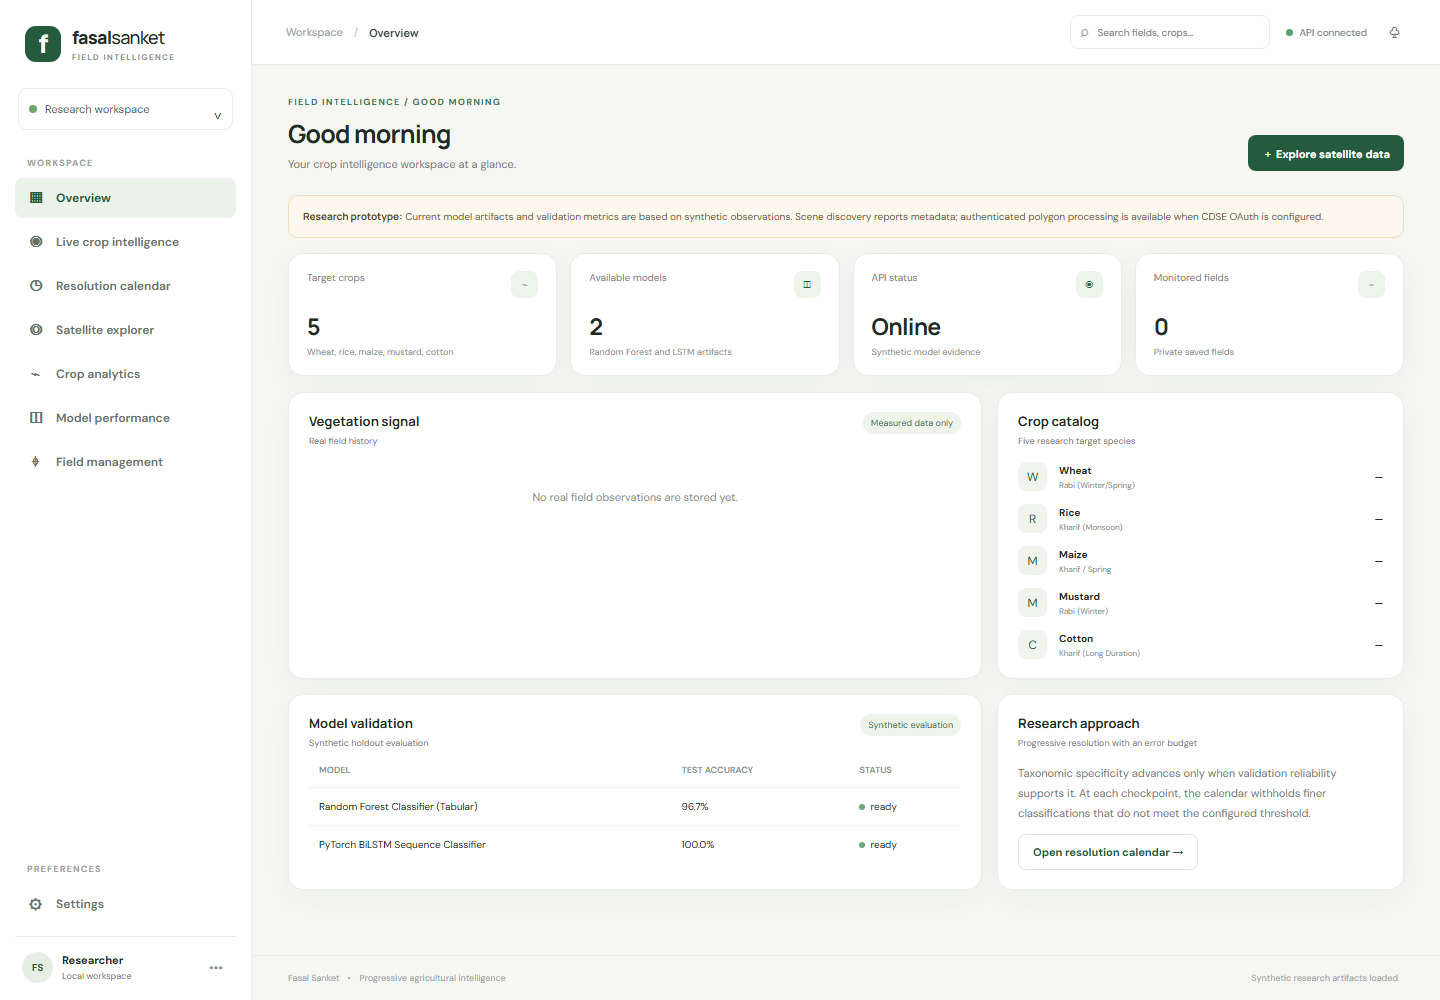 f
fasalsanket
FIELD INTELLIGENCE
Research workspace
v
WORKSPACE
Overview
Live crop intelligence
Resolution calendar
Satellite explorer
Crop analytics
Model performance
Field management
PREFERENCES
Settings
FS
Researcher
Local workspace
•••
Workspace / Overview
Search fields, crops...
API connected
FIELD INTELLIGENCE / GOOD MORNING
Good morning
Your crop intelligence workspace at a glance.
+ Explore satellite data
Research prototype: Current model artifacts and validation metrics are based on synthetic observations. Scene discovery reports metadata; authenticated polygon processing is available when CDSE OAuth is configured.
Target crops
5
Wheat, rice, maize, mustard, cotton
Available models
2
Random Forest and LSTM artifacts
API status
Online
Synthetic model evidence
Monitored fields
0
Private saved fields
Vegetation signal
Real field history
Measured data only
No real field observations are stored yet.
Crop catalog
Five research target species
W
Wheat
Rabi (Winter/Spring)
—
R
Rice
Kharif (Monsoon)
—
M
Maize
Kharif / Spring
—
M
Mustard
Rabi (Winter)
—
C
Cotton
Kharif (Long Duration)
—
Model validation
Synthetic holdout evaluation
Synthetic evaluation
MODEL TEST ACCURACY STATUS
Random Forest Classifier (Tabular) 96.7% ready
PyTorch BiLSTM Sequence Classifier 100.0% ready
Research approach
Progressive resolution with an error budget
Taxonomic specificity advances only when validation reliability
supports it. At each checkpoint, the calendar withholds finer
classifications that do not meet the configured threshold.
Open resolution calendar →
Fasal Sanket • Progressive agricultural intelligence
Synthetic research artifacts loaded